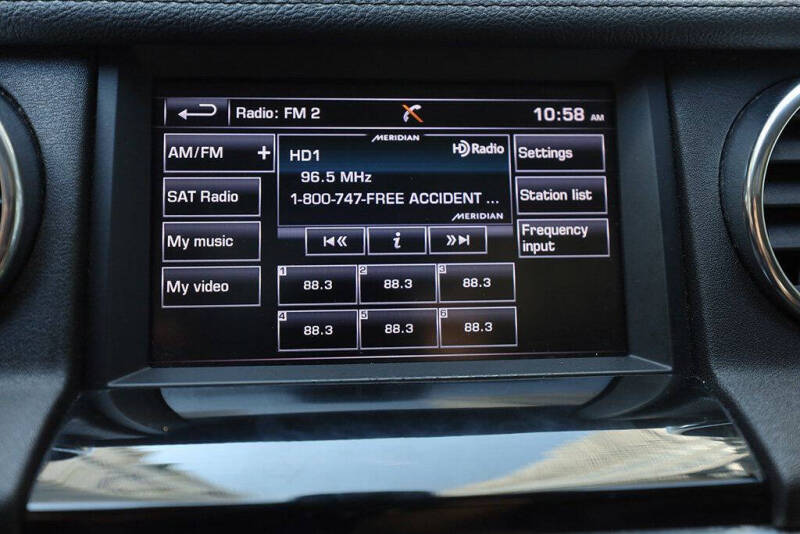 Radio: FM 2
10:58 AM
AM/FM +
SAT Radio
My music
My video
MERIDIAN
HD1
HD Radio
96.5 MHz
1-800-747-FREE ACCIDENT ...
MERIDIAN
i
Settings
Station list
Frequency
input
1 88.3
2 88.3
3 88.3
4 88.3
5 88.3
6 88.3